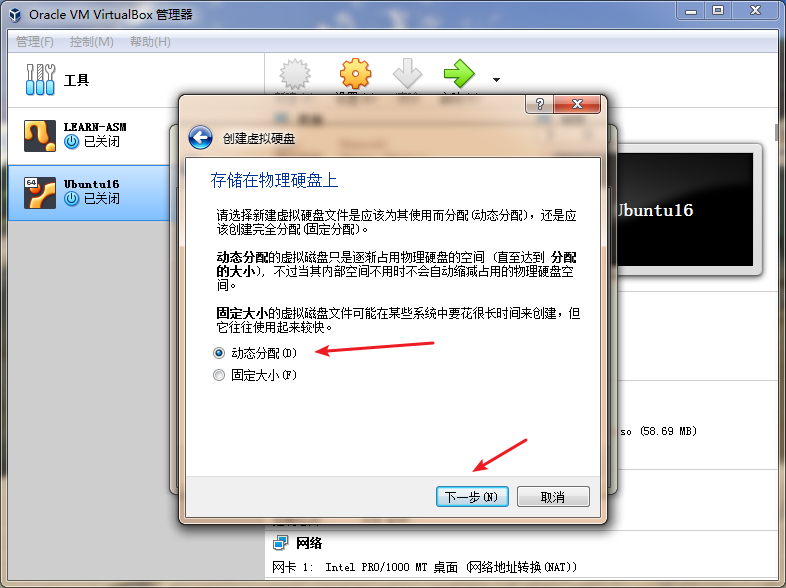 Oracle VM VirtualBox 管理器
管理(F) 控制(M) 帮助(H)
工具
LEARN-ASM
已关闭
64
Ubuntu16
已关闭
?
创建虚拟硬盘
存储在物理硬盘上
请选择新建虚拟硬盘文件是应该为其使用而分配(动态分配)，还是应
该创建完全分配(固定分配)。
动态分配的虚拟磁盘只是逐渐占用物理硬盘的空间（直至达到 分配
的大小），不过当其内部空间不用时不会自动缩减占用的物理硬盘空
间。
固定大小的虚拟磁盘文件可能在某些系统中要花很长时间来创建，但
它往往使用起来较快。
动态分配(D)
固定大小(F)
下一步(N) 取消
Ubuntu16
so (58.69 MB)
网络
网卡 1: Intel PRO/1000 MT 桌面 (网络地址转换(NAT))